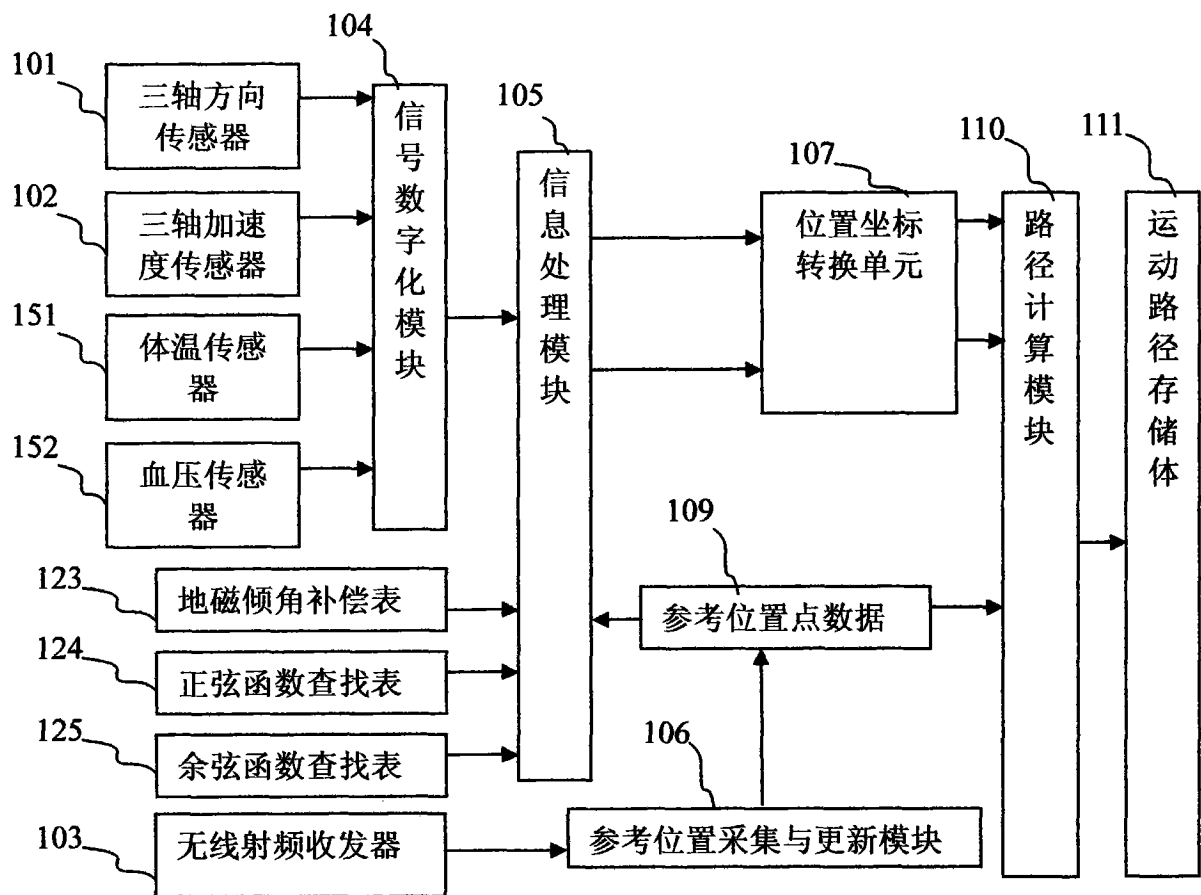 101
三轴方向
传感器
102
三轴加速
度传感器
151
体温传感
器
152
血压传感
器
104
信号数字化模块
105
信息处理模块
107
位置坐标
转换单元
110
路径计算模块
111
运动路径存储体
123
地磁倾角补偿表
124
正弦函数查找表
125
余弦函数查找表
103
无线射频收发器
109
参考位置点数据
106
参考位置采集与更新模块